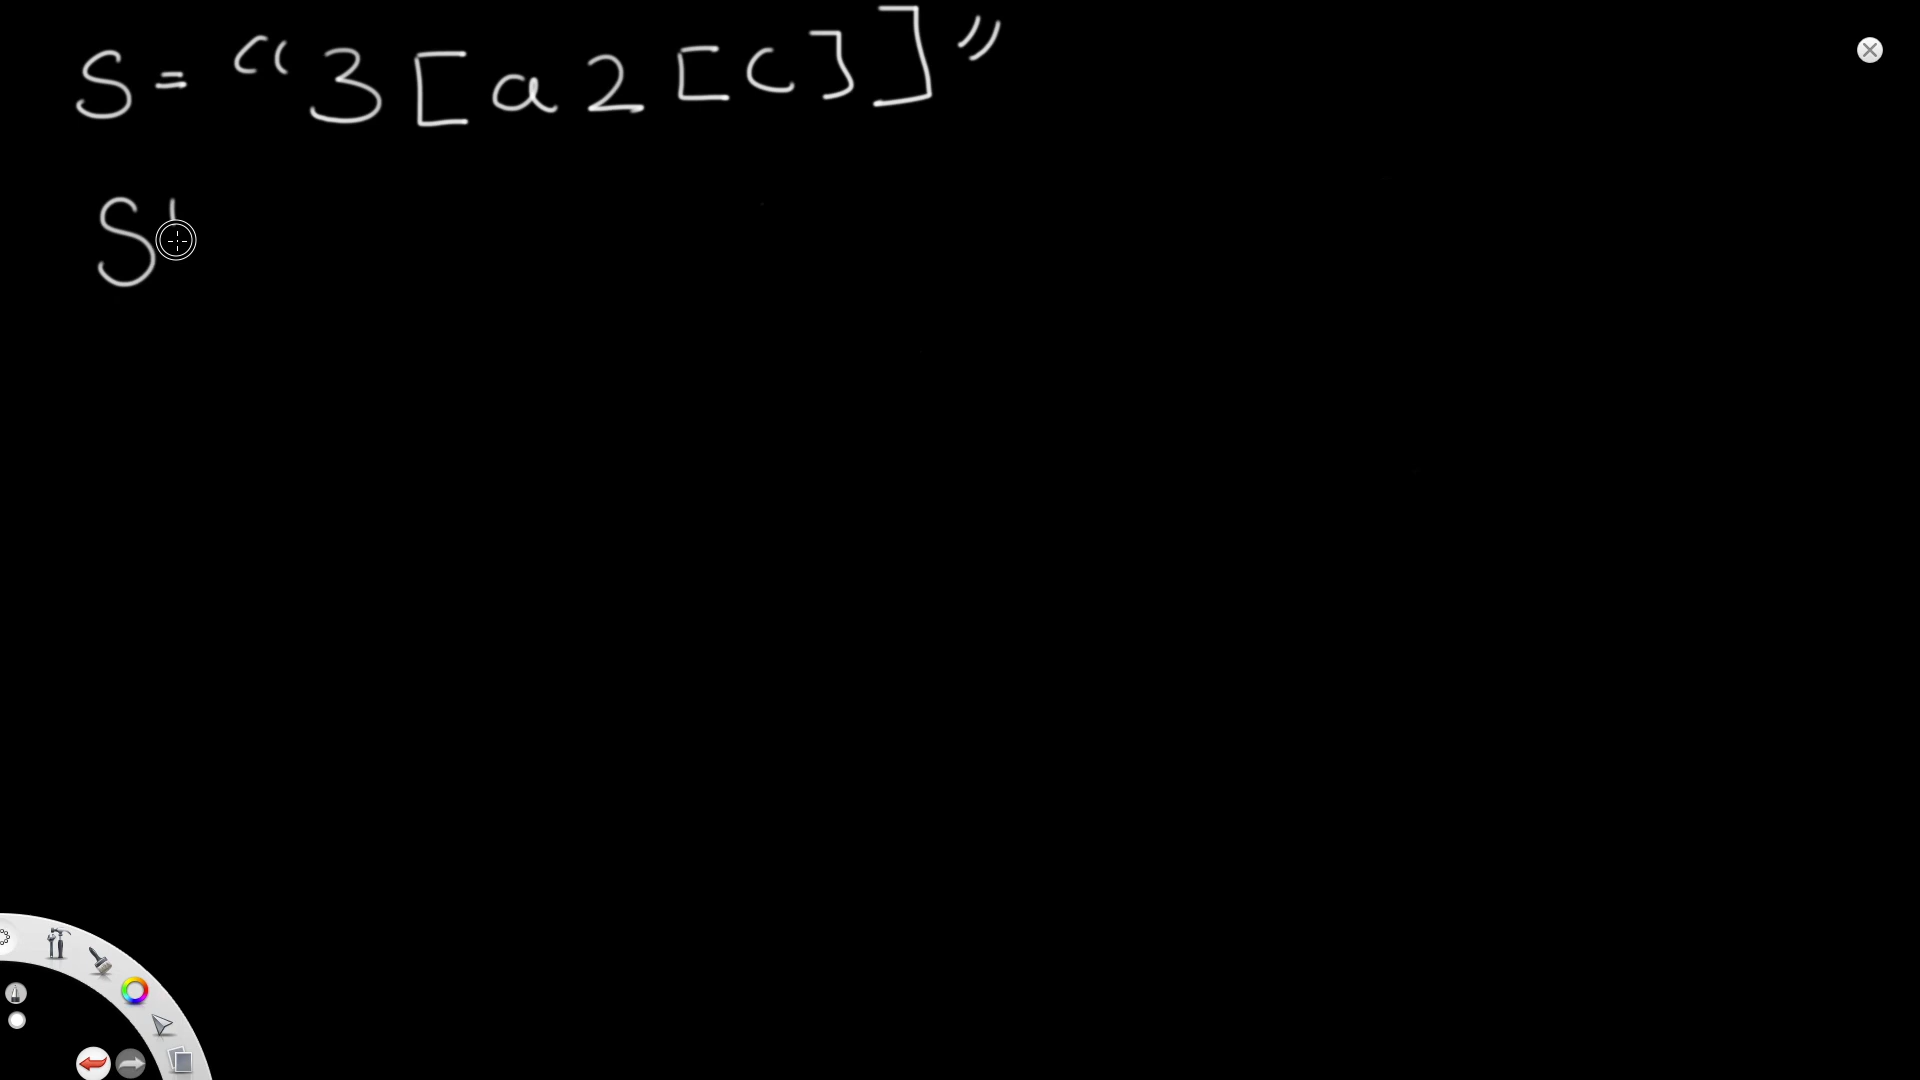 S = "3[a2[c]]"
S